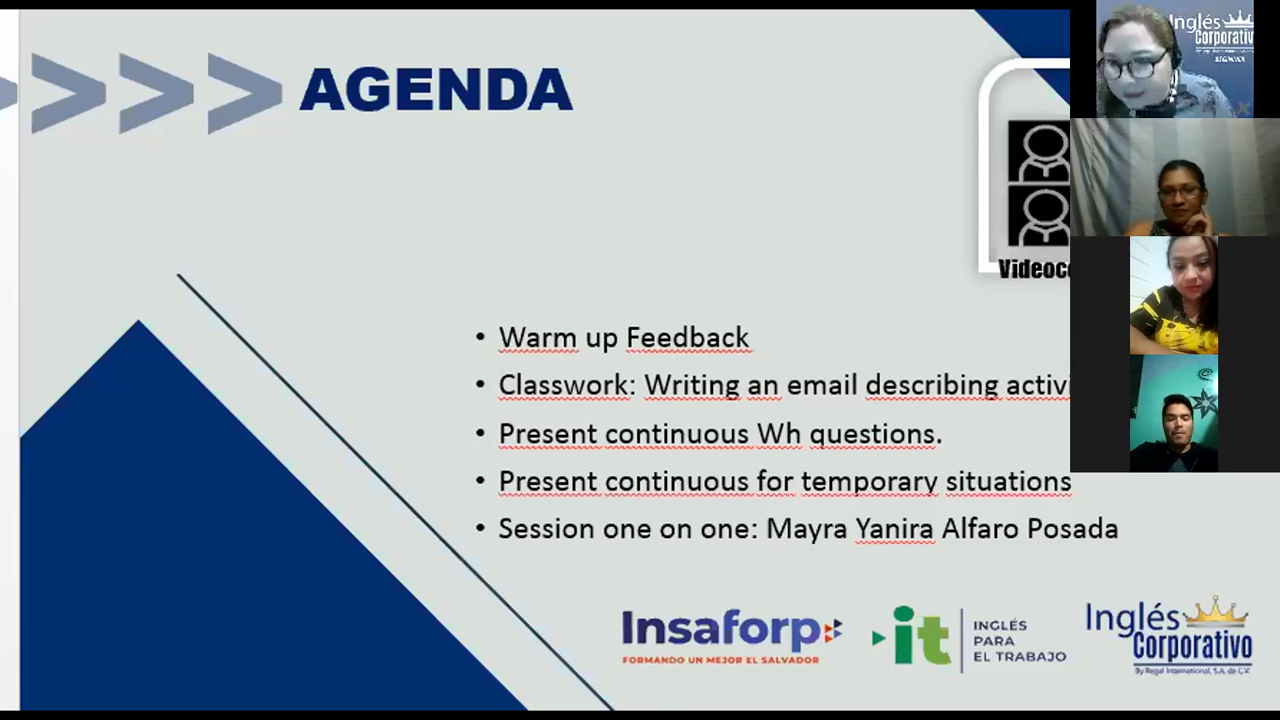 AGENDA
Inglés
Corporativo
BEGINNER
• Warm up Feedback
• Classwork: Writing an email describing activi
• Present continuous Wh questions.
• Present continuous for temporary situations
• Session one on one: Mayra Yanira Alfaro Posada
Insaforp
FORMANDO UN MEJOR EL SALVADOR
it
INGLÉS
PARA
EL TRABAJO
Inglés
Corporativo
By Regal International, S.A. de C.V.